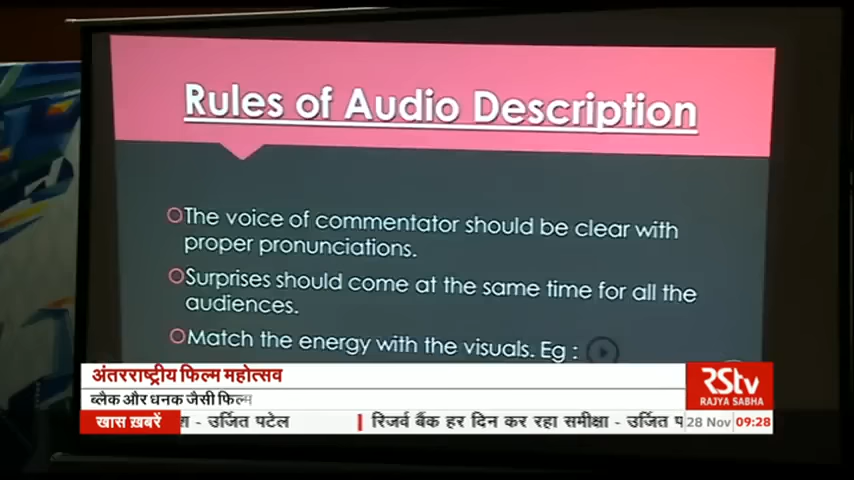 Rules of Audio Description
The voice of commentator should be clear with
proper pronunciations.
Surprises should come at the same time for all the
audiences.
Match the energy with the visuals. Eg :
अंतरराष्ट्रीय फिल्म महोत्सव
ब्लैक और धनक जैसी फिल्म
RStv
RAJYA SABHA
खास ख़बरें
- उर्जित पटेल
रिजर्व बैंक हर दिन कर रहा समीक्षा - उर्जित
28 Nov
09:28